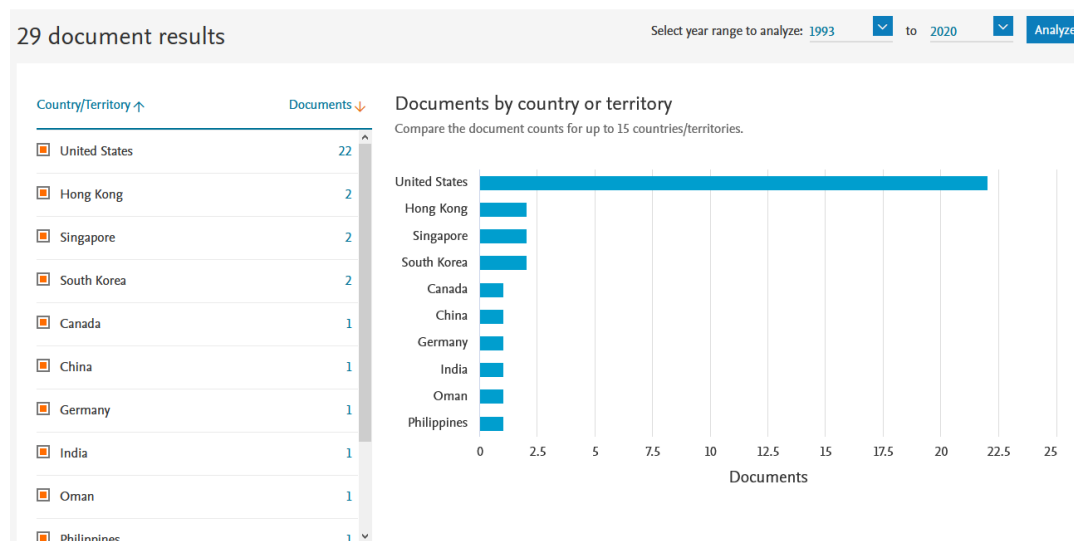 29 document results
Select year range to analyze: 1993 to 2020 Analyze
Country/Territory↑ Documents↓
United States 22
Hong Kong 2
Singapore 2
South Korea 2
Canada 1
China 1
Germany 1
India 1
Oman 1
Philippines 1
Documents by country or territory
Compare the document counts for up to 15 countries/territories.
United States
Hong Kong
Singapore
South Korea
Canada
China
Germany
India
Oman
Philippines
0 2.5 5 7.5 10 12.5 15 17.5 20 22.5 25
Documents